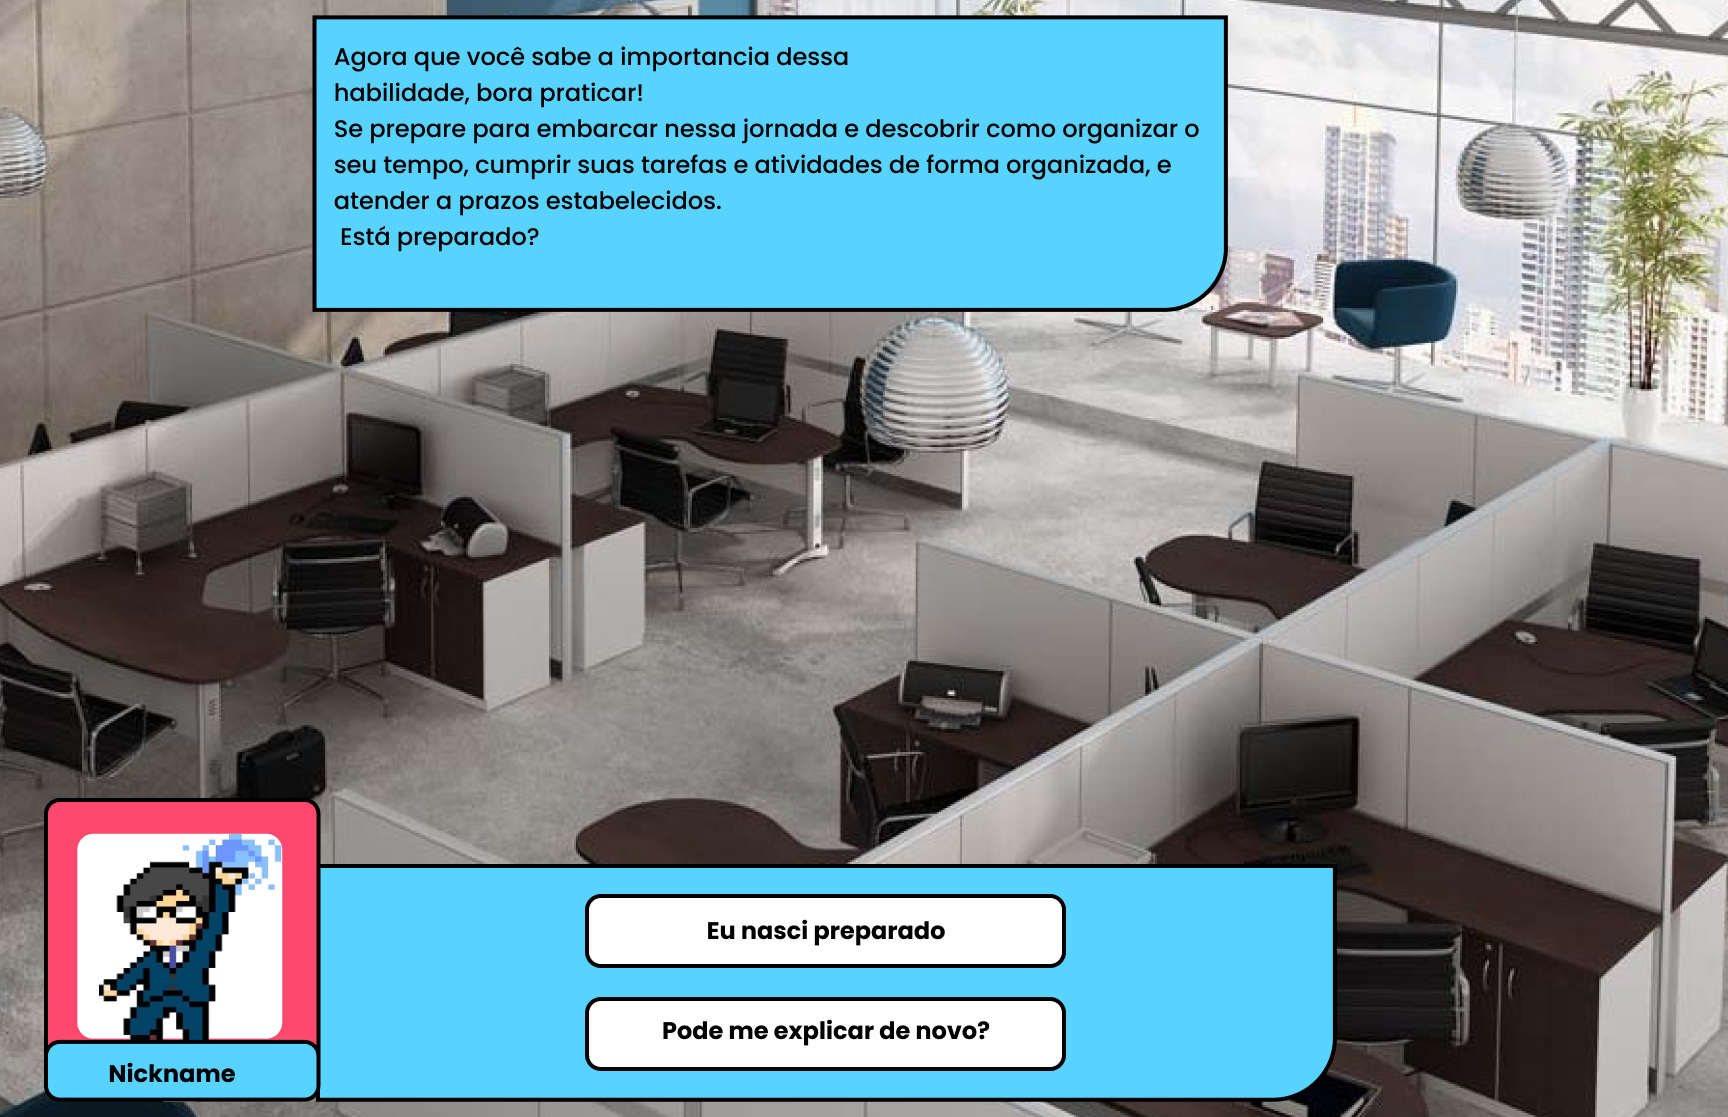 Agora que você sabe a importancia dessa
habilidade, bora praticar!
Se prepare para embarcar nessa jornada e descobrir como organizar o
seu tempo, cumprir suas tarefas e atividades de forma organizada, e
atender a prazos estabelecidos.
Está preparado?
Eu nasci preparado
Pode me explicar de novo?
Nickname